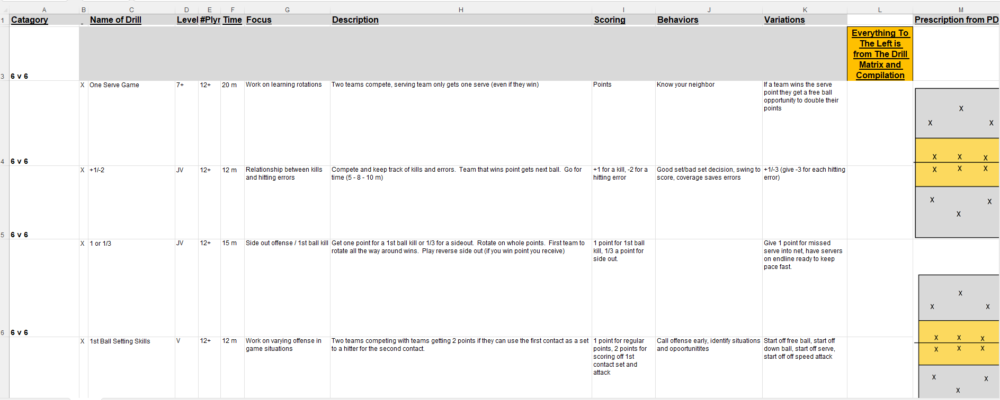 A B C D E F G H I J K L M
1 Catagory Name of Drill Level #Plyr Time Focus Description Scoring Behaviors Variations Prescription from PD
Everything To
The Left is
from The Drill
Matrix and
Compilation
3 6 v 6
X One Serve Game 7+ 12+ 20 m Work on learning rotations Two teams compete, serving team only gets one serve (even if they win) Points Know your neighbor If a team wins the serve
point they get a free ball
opportunity to double their
points
X
X X
X X X
4 6 v 6
X +1/-2 JV 12+ 12 m Relationship between kills Compete and keep track of kills and errors.  Team that wins point gets next ball.  Go for +1 for a kill, -2 for a Good set/bad set decision, swing to +1/-3 (give -3 for each hitting
and hitting errors time (5 - 8 - 10 m) hitting error score, coverage saves errors error)
X X X
X X
X
5 6 v 6
X 1 or 1/3 JV 12+ 15 m Side out offense / 1st ball kill Get one point for a 1st ball kill or 1/3 for a sideout.  Rotate on whole points.  First team to 1 point for 1st ball Give 1 point for missed
rotate all the way around wins.  Play reverse side out (if you win point you receive) kill, 1/3 a point for serve into net, have servers
side out. on endline ready to keep
pace fast.
X
X X
6 6 v 6
X 1st Ball Setting Skills V 12+ 12 m Work on varying offense in Two teams competing with teams getting 2 points if they can use the first contact as a set 1 point for regular Call offense early, identify situations Start off free ball, start off
game situations to a hitter for the second contact. points, 2 points for and opoortunitites down ball, start off serve,
scoring off 1st start off off speed attack
contact set and
attack
X X X
X X X
X X
X